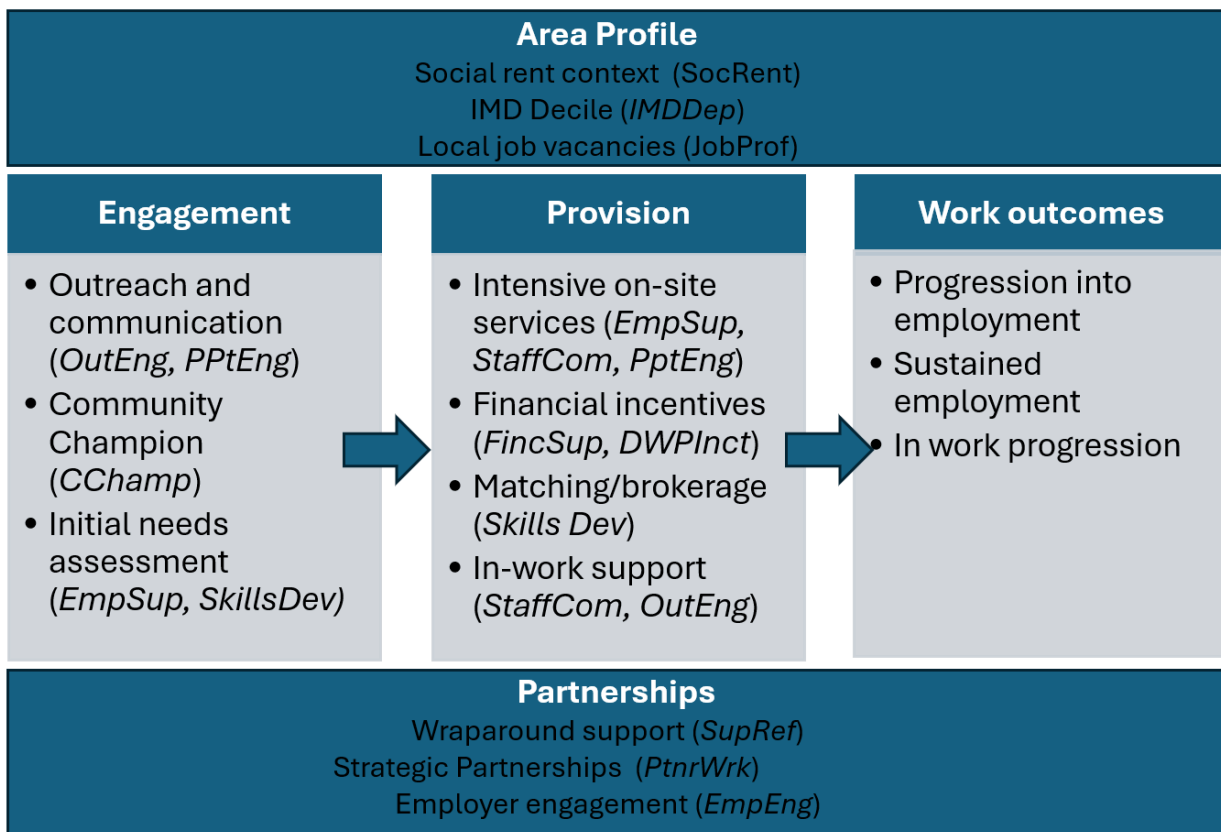 Area Profile
Social rent context  (SocRent)
IMD Decile (IMDDep)
Local job vacancies (JobProf)
Engagement
• Outreach and
communication
(OutEng, PPtEng)
• Community
Champion
(CChamp)
• Initial needs
assessment
(EmpSup, SkillsDev)
Provision
• Intensive on-site
services (EmpSup,
StaffCom, PptEng)
• Financial incentives
(FincSup, DWPInct)
• Matching/brokerage
(Skills Dev)
• In-work support
(StaffCom, OutEng)
Work outcomes
• Progression into
employment
• Sustained
employment
• In work progression
Partnerships
Wraparound support (SupRef)
Strategic Partnerships  (PtnrWrk)
Employer engagement (EmpEng)